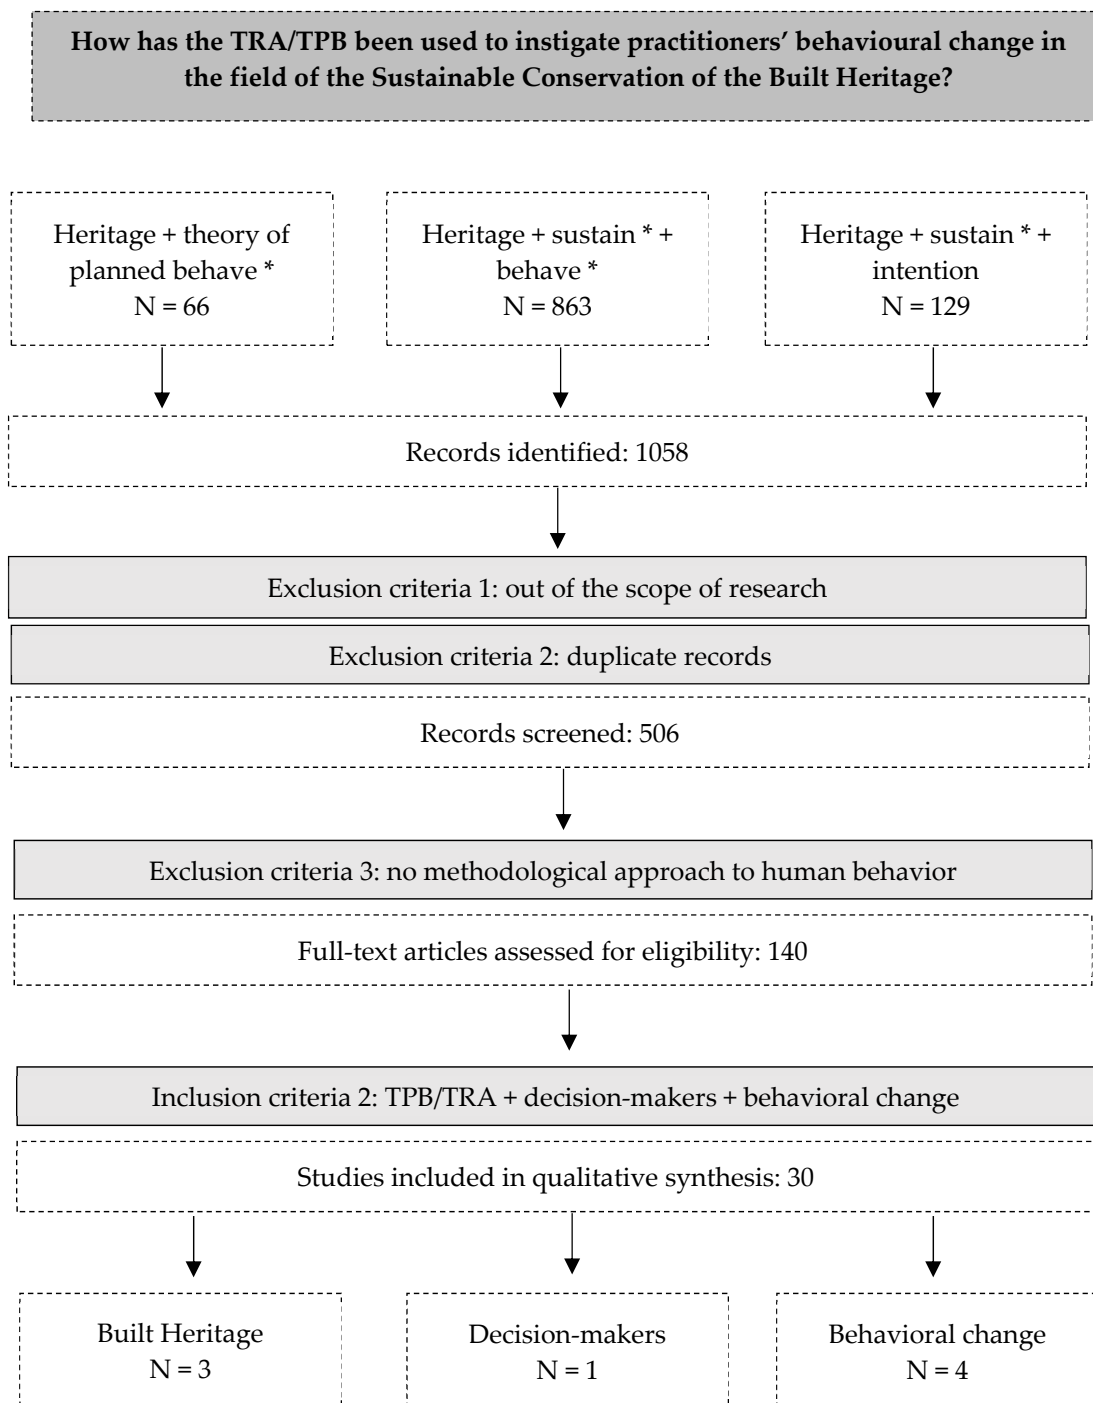 How has the TRA/TPB been used to instigate practitioners’ behavioural change in
the field of the Sustainable Conservation of the Built Heritage?
Heritage + theory of
planned behave *
N = 66
Heritage + sustain * +
behave *
N = 863
Heritage + sustain * +
intention
N = 129
Records identified: 1058
Exclusion criteria 1: out of the scope of research
Exclusion criteria 2: duplicate records
Records screened: 506
Exclusion criteria 3: no methodological approach to human behavior
Full-text articles assessed for eligibility: 140
Inclusion criteria 2: TPB/TRA + decision-makers + behavioral change
Studies included in qualitative synthesis: 30
Built Heritage
N = 3
Decision-makers
N = 1
Behavioral change
N = 4